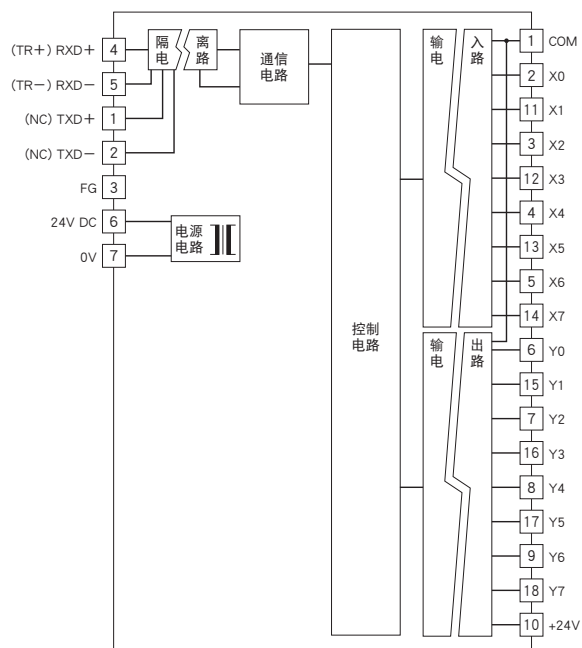 (TR+) RXD+ 4
(TR−) RXD− 5
(NC) TXD+ 1
(NC) TXD− 2
FG 3
24V DC 6
0V 7
隔离
电路
通信
电路
电源
电路
控制
电路
输入
电路
输出
电路
1 COM
2 X0
11 X1
3 X2
12 X3
4 X4
13 X5
5 X6
14 X7
6 Y0
15 Y1
7 Y2
16 Y3
8 Y4
17 Y5
9 Y6
18 Y7
10 +24V